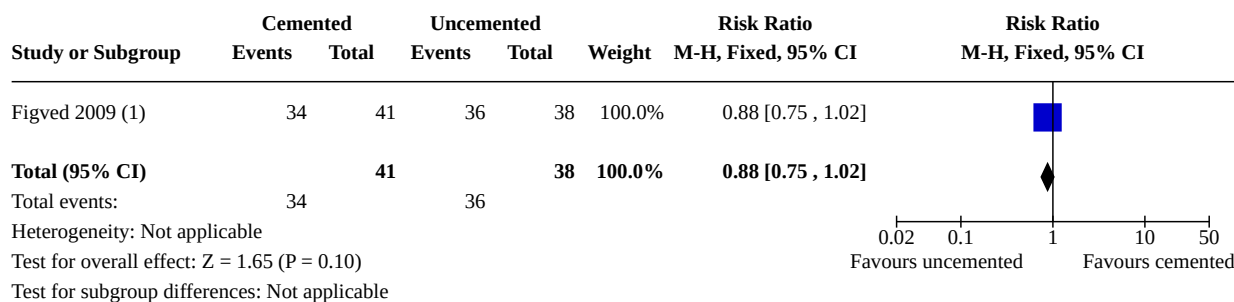 Cemented Uncemented Risk Ratio Risk Ratio
Study or Subgroup Events Total Events Total Weight M-H, Fixed, 95% CI M-H, Fixed, 95% CI
Figved 2009 (1) 34 41 36 38 100.0% 0.88 [0.75 , 1.02]
Total (95% CI) 41 38 100.0% 0.88 [0.75 , 1.02]
Total events: 34 36
Heterogeneity: Not applicable
0.02 0.1 1 10 50
Test for overall effect: Z = 1.65 (P = 0.10) Favours uncemented Favours cemented
Test for subgroup differences: Not applicable